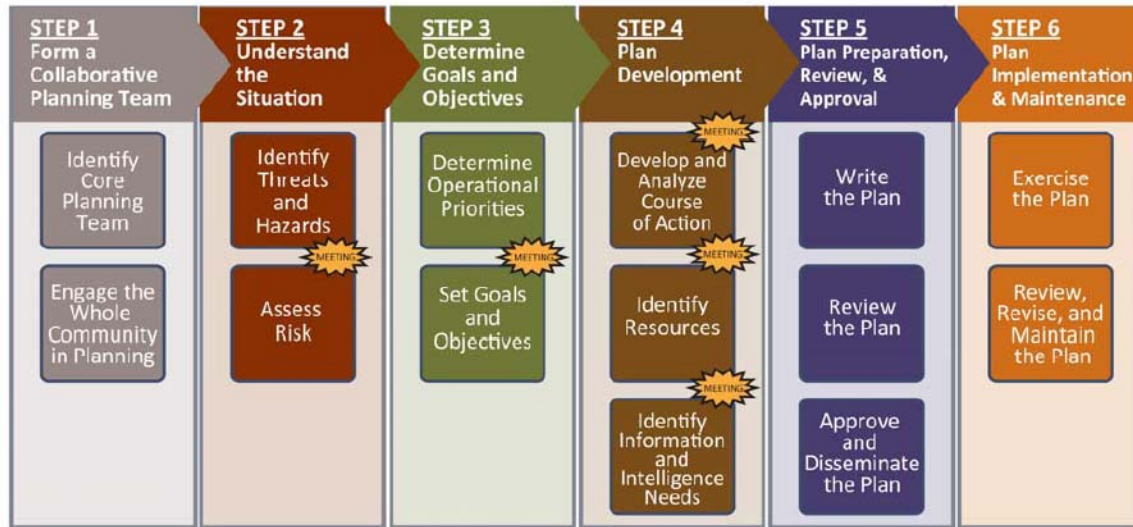 STEP 1
Form a
Collaborative
Planning Team
Identify
Core
Planning
Team
Engage the
Whole
Community
in Planning
STEP 2
Understand
the
Situation
Identify
Threats
and
Hazards
MEETING
Assess
Risk
STEP 3
Determine
Goals and
Objectives
Determine
Operational
Priorities
MEETING
Set Goals
and
Objectives
STEP 4
Plan
Development
MEETING
Develop and
Analyze
Course
of Action
MEETING
Identify
Resources
MEETING
Identify
Information
and
Intelligence
Needs
STEP 5
Plan Preparation,
Review, &
Approval
Write
the Plan
Review
the Plan
Approve
and
Disseminate
the Plan
STEP 6
Plan
Implementation
& Maintenance
Exercise
the Plan
Review,
Revise, and
Maintain
the Plan